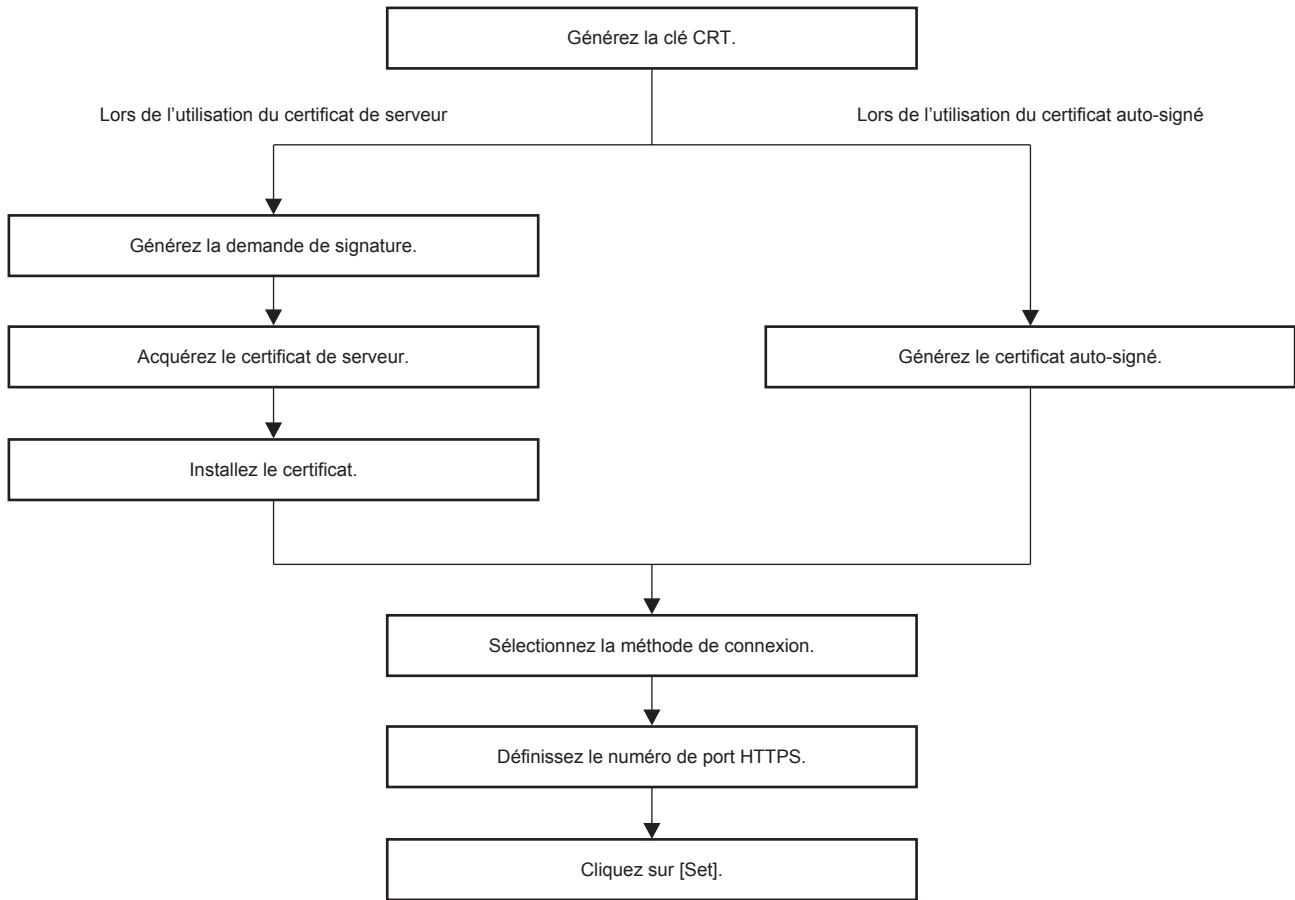 Générez la clé CRT.
Lors de l’utilisation du certificat de serveur
Lors de l’utilisation du certificat auto-signé
Générez la demande de signature.
Acquérez le certificat de serveur.
Générez le certificat auto-signé.
Installez le certificat.
Sélectionnez la méthode de connexion.
Définissez le numéro de port HTTPS.
Cliquez sur [Set].